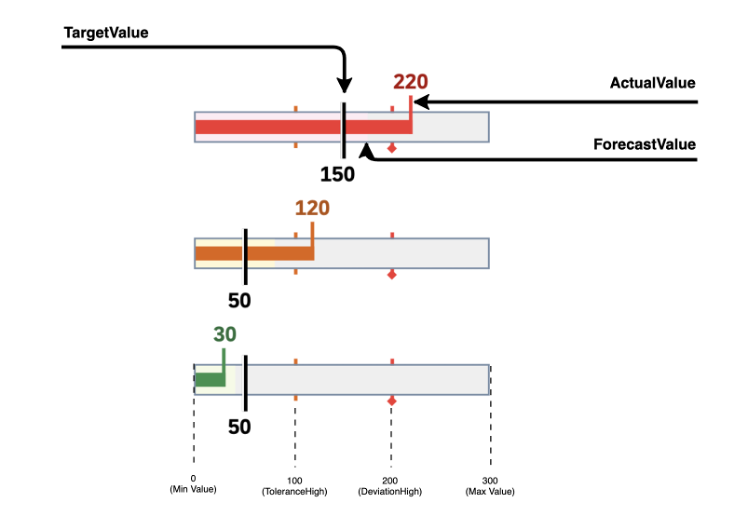 TargetValue
220
ActualValue
ForecastValue
150
120
50
30
50
0
(Min Value)
100
(ToleranceHigh)
200
(DeviationHigh)
300
(Max Value)